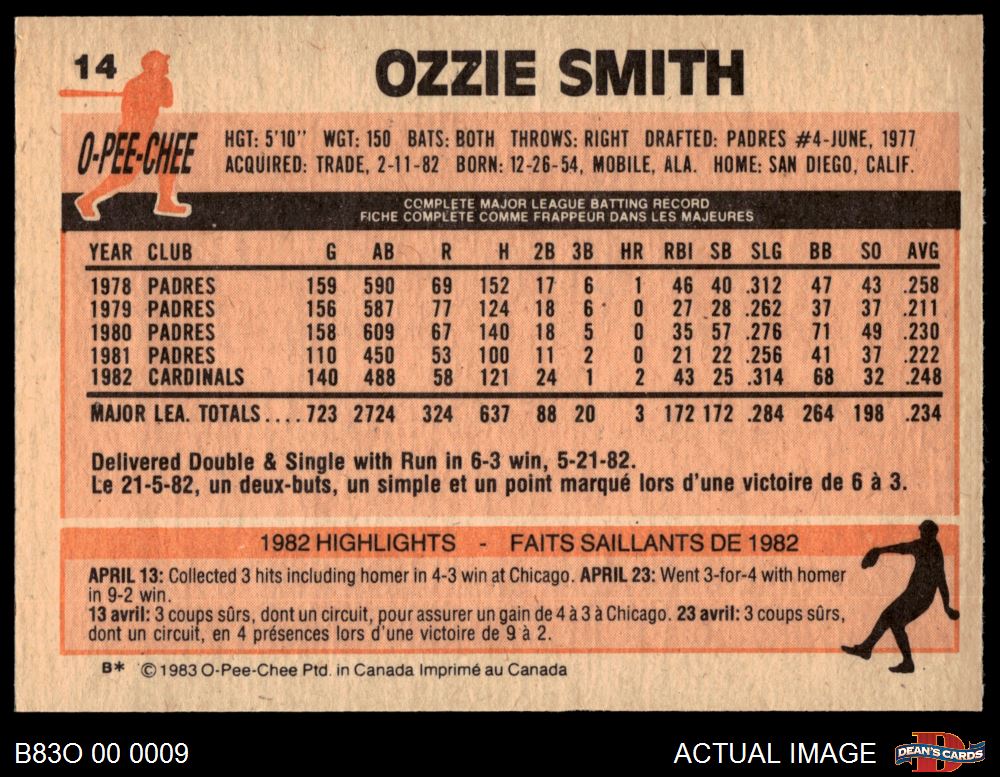 14
OZZIE SMITH
O-PEE-CHEE
HGT: 5'10" WGT: 150 BATS: BOTH THROWS: RIGHT DRAFTED: PADRES #4-JUNE, 1977
ACQUIRED: TRADE, 2-11-82 BORN: 12-26-54, MOBILE, ALA. HOME: SAN DIEGO, CALIF.
COMPLETE MAJOR LEAGUE BATTING RECORD
FICHE COMPLÈTE COMME FRAPPEUR DANS LES MAJEURES
YEAR CLUB G AB R H 2B 3B HR RBI SB SLG BB SO AVG
1978 PADRES 159 590 69 152 17 6 1 46 40 .312 47 43 .258
1979 PADRES 156 587 77 124 18 6 0 27 28 .262 37 37 .211
1980 PADRES 158 609 67 140 18 5 0 35 57 .276 71 49 .230
1981 PADRES 110 450 53 100 11 2 0 21 22 .256 41 37 .222
1982 CARDINALS 140 488 58 121 24 1 2 43 25 .314 68 32 .248
MAJOR LEA. TOTALS.... 723 2724 324 637 88 20 3 172 172 .284 264 198 .234
Delivered Double & Single with Run in 6-3 win, 5-21-82.
Le 21-5-82, un deux-buts, un simple et un point marqué lors d'une victoire de 6 à 3.
1982 HIGHLIGHTS - FAITS SAILLANTS DE 1982
APRIL 13: Collected 3 hits including homer in 4-3 win at Chicago. APRIL 23: Went 3-for-4 with homer
in 9-2 win.
13 avril: 3 coups sûrs, dont un circuit, pour assurer un gain de 4 à 3 à Chicago. 23 avril: 3 coups sûrs,
dont un circuit, en 4 présences lors d'une victoire de 9 à 2.
B* © 1983 O-Pee-Chee Ptd. in Canada Imprimé au Canada
B83O 00 0009
ACTUAL IMAGE
DEAN'S CARDS